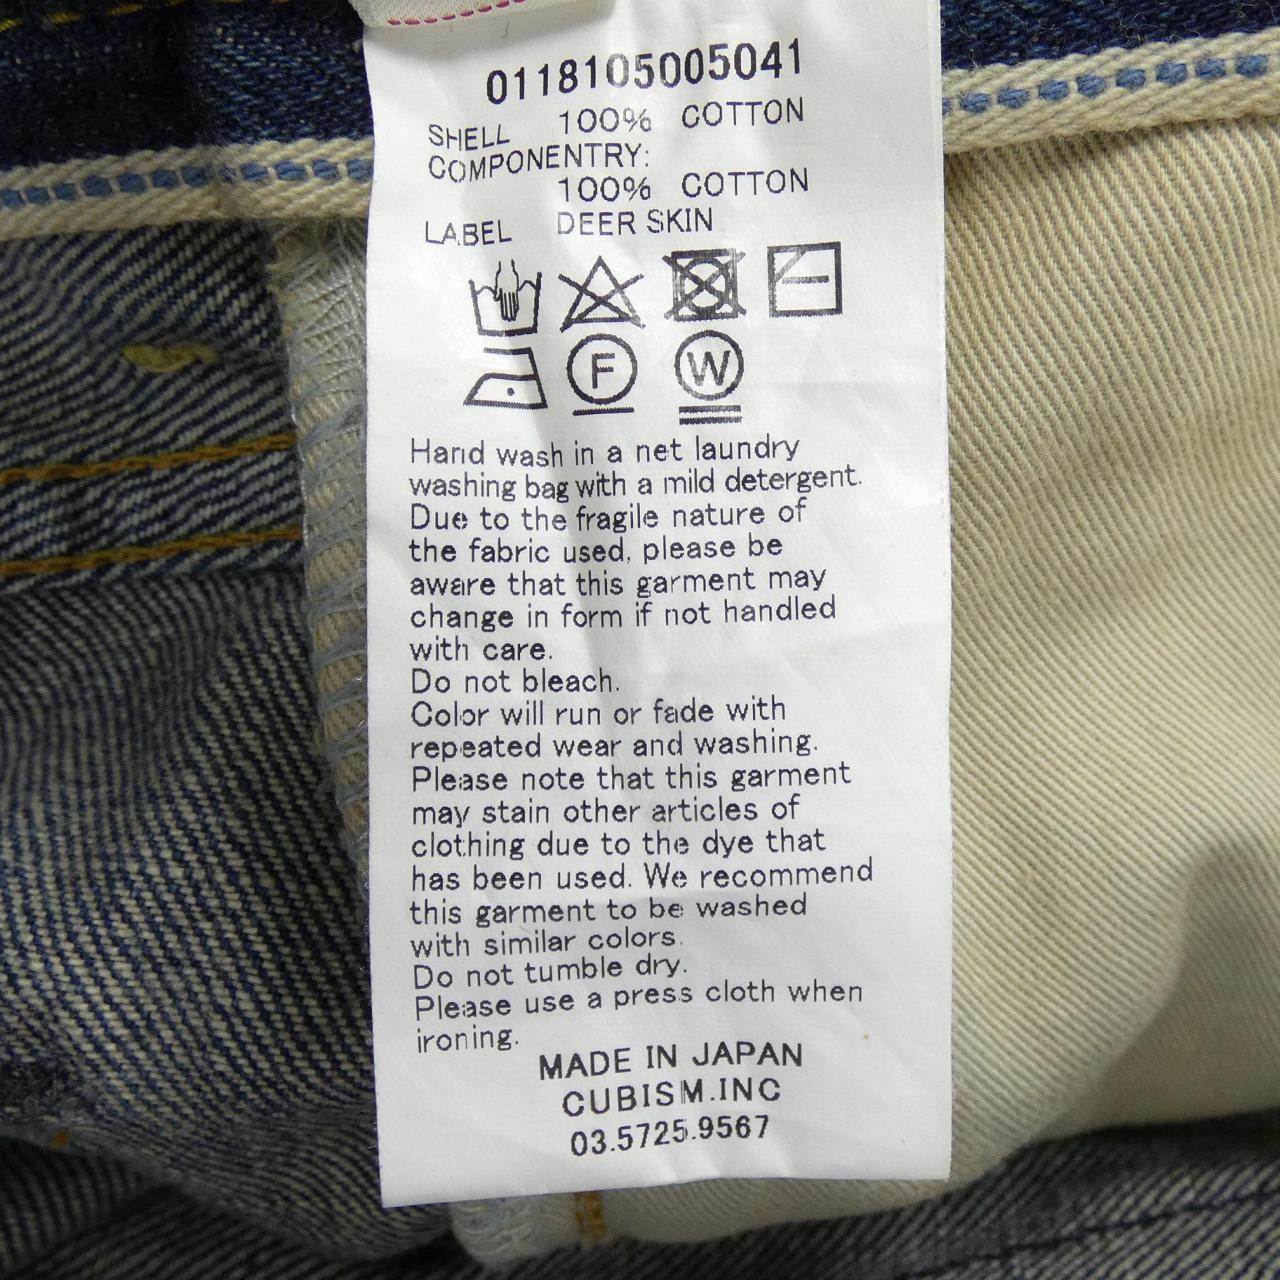 0118105005041
SHELL 100% COTTON
COMPONENTRY:
100% COTTON
LABEL DEER SKIN
F W
Hand wash in a net laundry
washing bag with a mild detergent.
Due to the fragile nature of
the fabric used, please be
aware that this garment may
change in form if not handled
with care.
Do not bleach.
Color will run or fade with
repeated wear and washing.
Please note that this garment
may stain other articles of
clothing due to the dye that
has been used. We recommend
this garment to be washed
with similar colors.
Do not tumble dry.
Please use a press cloth when
ironing.
MADE IN JAPAN
CUBISM.INC
03.5725.9567